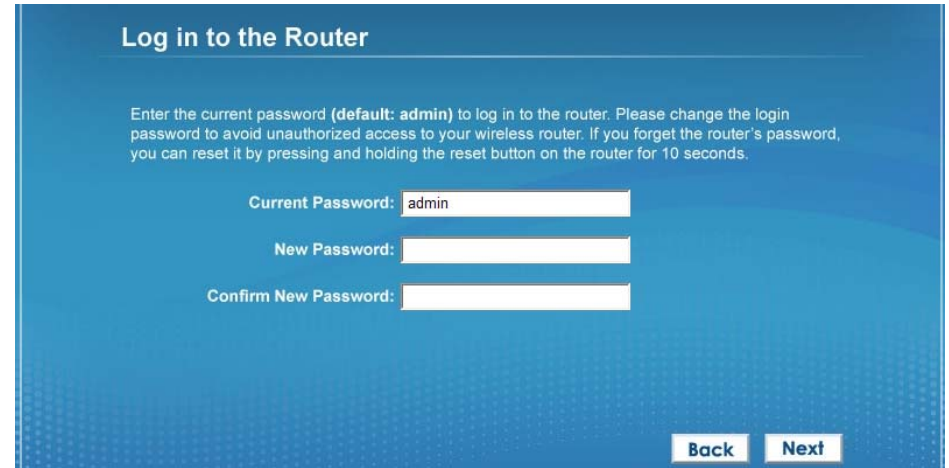 Log in to the Router
Enter the current password (default: admin) to log in to the router. Please change the login
password to avoid unauthorized access to your wireless router. If you forget the router's password,
you can reset it by pressing and holding the reset button on the router for 10 seconds.
Current Password: admin
New Password:
Confirm New Password:
Back Next